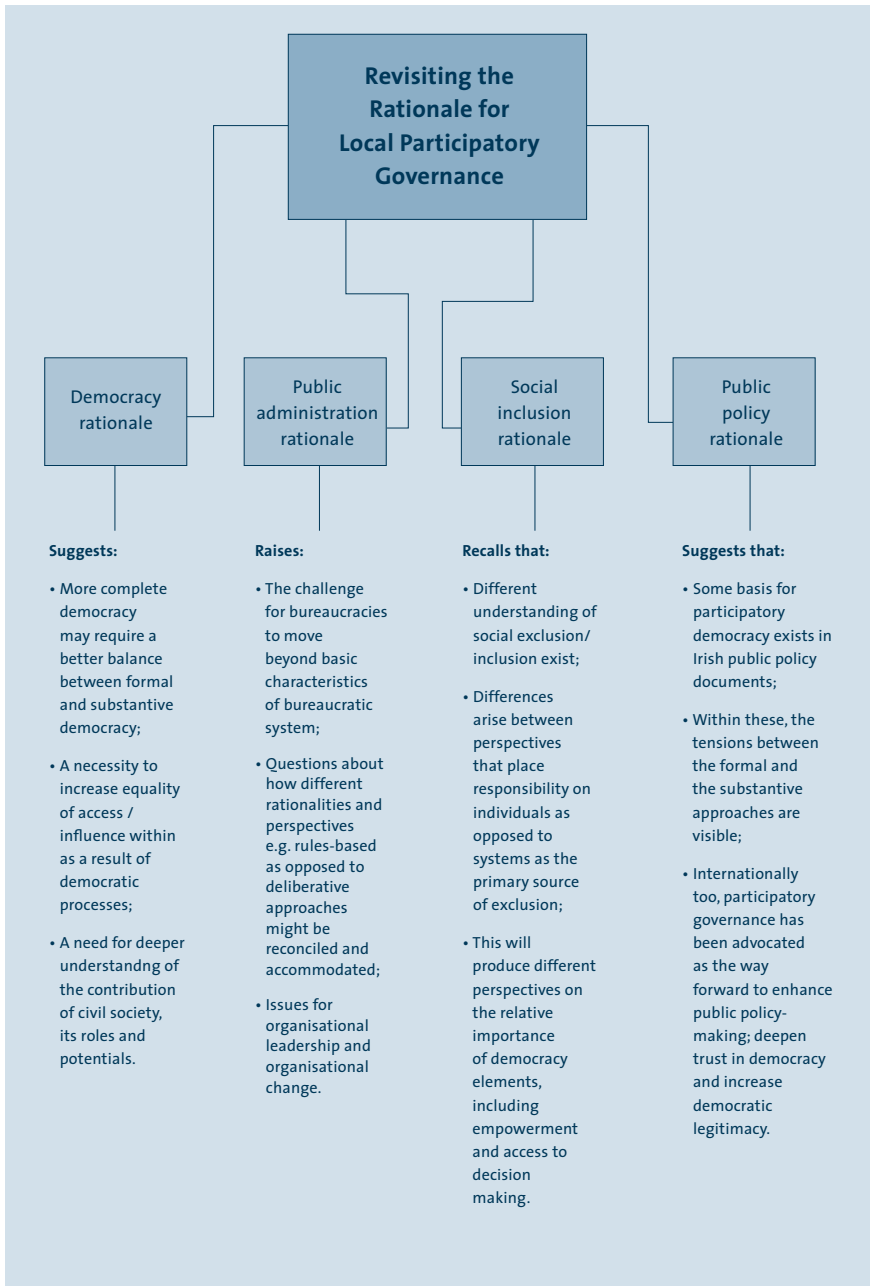 Revisiting the
Rationale for
Local Participatory
Governance
Democracy
rationale
Public
administration
rationale
Social
inclusion
rationale
Public
policy
rationale
Suggests:
• More complete
democracy
may require a
better balance
between formal
and substantive
democracy;
• A necessity to
increase equality
of access /
influence within
as a result of
democratic
processes;
• A need for deeper
understandng of
the contribution
of civil society,
its roles and
potentials.
Raises:
• The challenge
for bureaucracies
to move
beyond basic
characteristics
of bureaucratic
system;
• Questions about
how different
rationalities and
perspectives
e.g. rules-based
as opposed to
deliberative
approaches
might be
reconciled and
accommodated;
• Issues for
organisational
leadership and
organisational
change.
Recalls that:
• Different
understanding of
social exclusion/
inclusion exist;
• Differences
arise between
perspectives
that place
responsibility on
individuals as
opposed to
systems as the
primary source
of exclusion;
• This will
produce different
perspectives on
the relative
importance
of democracy
elements,
including
empowerment
and access to
decision
making.
Suggests that:
• Some basis for
participatory
democracy exists in
Irish public policy
documents;
• Within these, the
tensions between
the formal and
the substantive
approaches are
visible;
• Internationally
too, participatory
governance has
been advocated
as the way
forward to enhance
public policy-
making; deepen
trust in democracy
and increase
democratic
legitimacy.